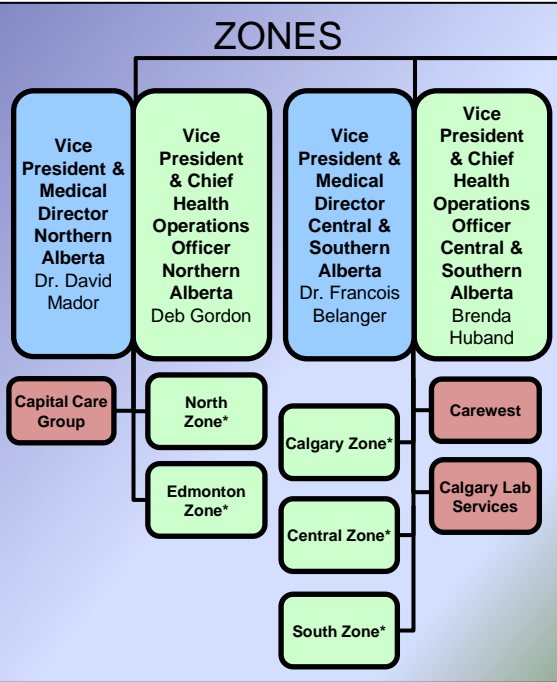 ZONES
Vice
President &
Medical
Director
Northern
Alberta
Dr. David
Mador
Vice
President
& Chief
Health
Operations
Officer
Northern
Alberta
Deb Gordon
Vice
President &
Medical
Director
Central &
Southern
Alberta
Dr. Francois
Belanger
Vice
President
& Chief
Health
Operations
Officer
Central &
Southern
Alberta
Brenda
Huband
Capital Care
Group
North
Zone*
Edmonton
Zone*
Calgary Zone*
Central Zone*
South Zone*
Carewest
Calgary Lab
Services